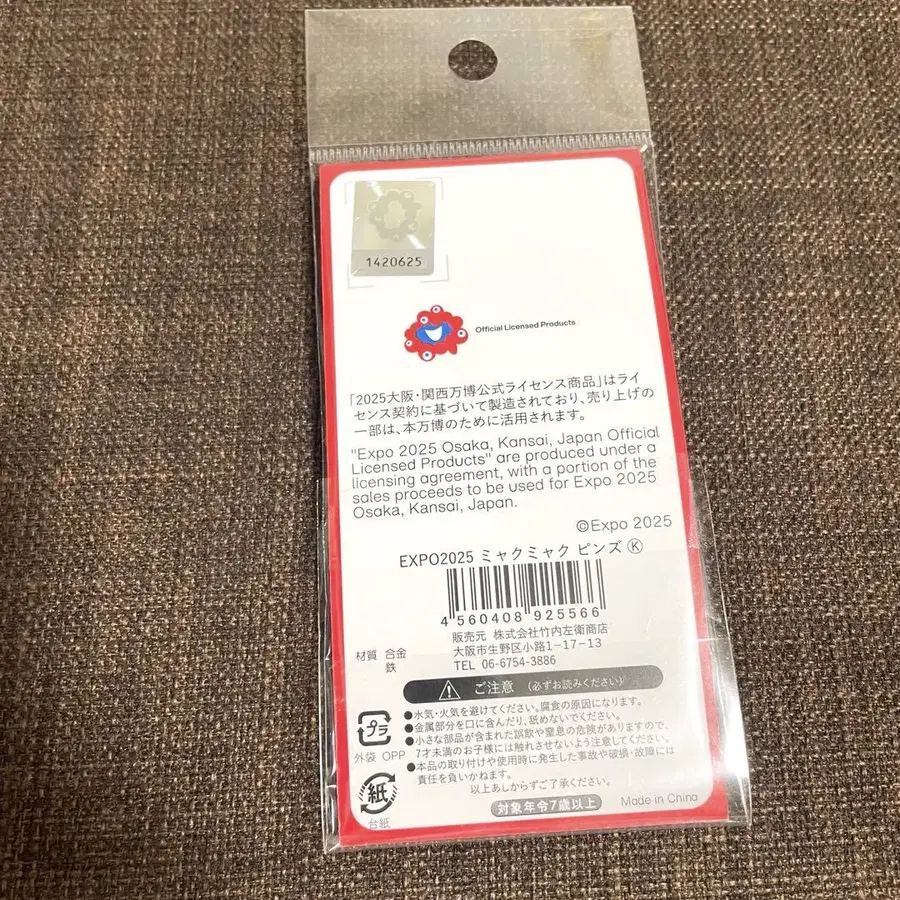 1420625
Official Licensed Products
「2025大阪・関西万博公式ライセンス商品」はライ
センス契約に基づいて製造されており、売り上げの
一部は、本万博のために活用されます。
"Expo 2025 Osaka, Kansai, Japan Official
Licensed Products" are produced under a
licensing agreement, with a portion of the
sales proceeds to be used for Expo 2025
Osaka, Kansai, Japan.
©Expo 2025
EXPO2025 ミャクミャク ピンズ Ⓚ
4 560408 925566
販売元 株式会社竹内左衛商店
大阪市生野区小路1-17-13
TEL 06-6754-3886
材質 合金
鉄
ご注意 (必ずお読みください)
●水気・火気を避けてください。腐食の原因になります。
●金属部分を口に含んだり、舐めないでください。
●小さな部品が含まれた誤飲や窒息の危険がありますので、
7才未満のお子様には触れさせないよう注意してください。
●本品の取り付けや使用時に発生した事故や破損・故障には
責任を負いかねます。
以上あしからずご了承ください。
プラ
外袋 OPP
紙
台紙
対象年令7歳以上
Made in China